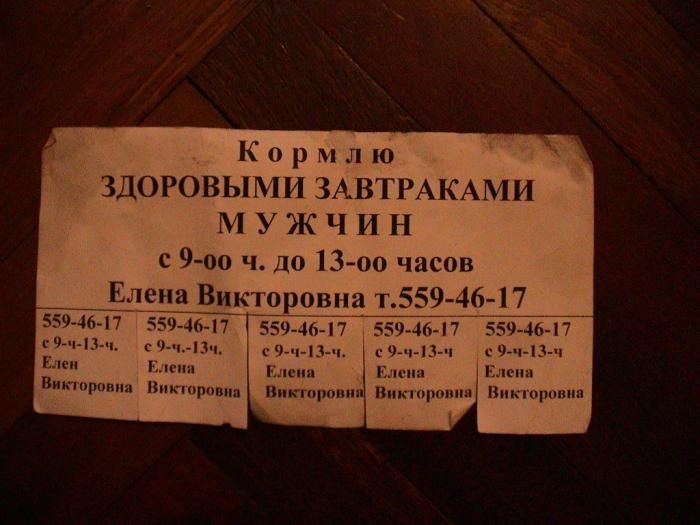 Кормлю
ЗДОРОВЫМИ ЗАВТРАКАМИ
МУЖЧИН
с 9-оо ч. до 13-оо часов
Елена Викторовна т.559-46-17
559-46-17
с 9-ч-13-ч.
Елен
Викторовна
559-46-17
с 9-ч.-13ч.
Елена
Викторовна
559-46-17
с 9-ч-13-ч.
Елена
Викторовна
559-46-17
с 9-ч-13-ч
Елена
Викторовна
559-46-17
с 9-ч-13-ч
Елена
Викторовна